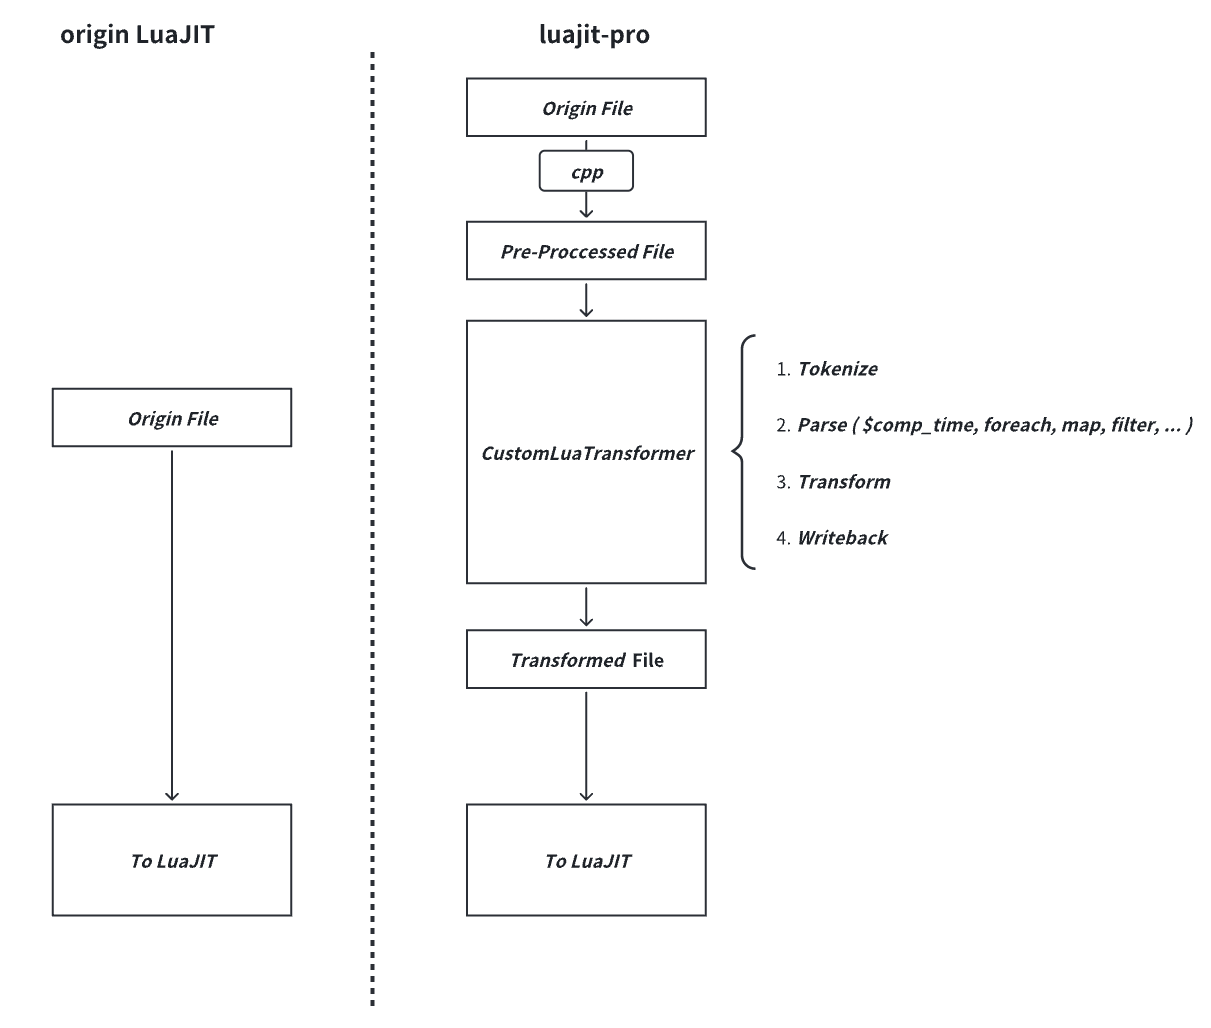 origin LuaJIT
Origin File
To LuaJIT
luajit-pro
Origin File
cpp
Pre-Proccessed File
CustomLuaTransformer
1. Tokenize
2. Parse ( $comp_time, foreach, map, filter, ... )
3. Transform
4. Writeback
Transformed File
To LuaJIT